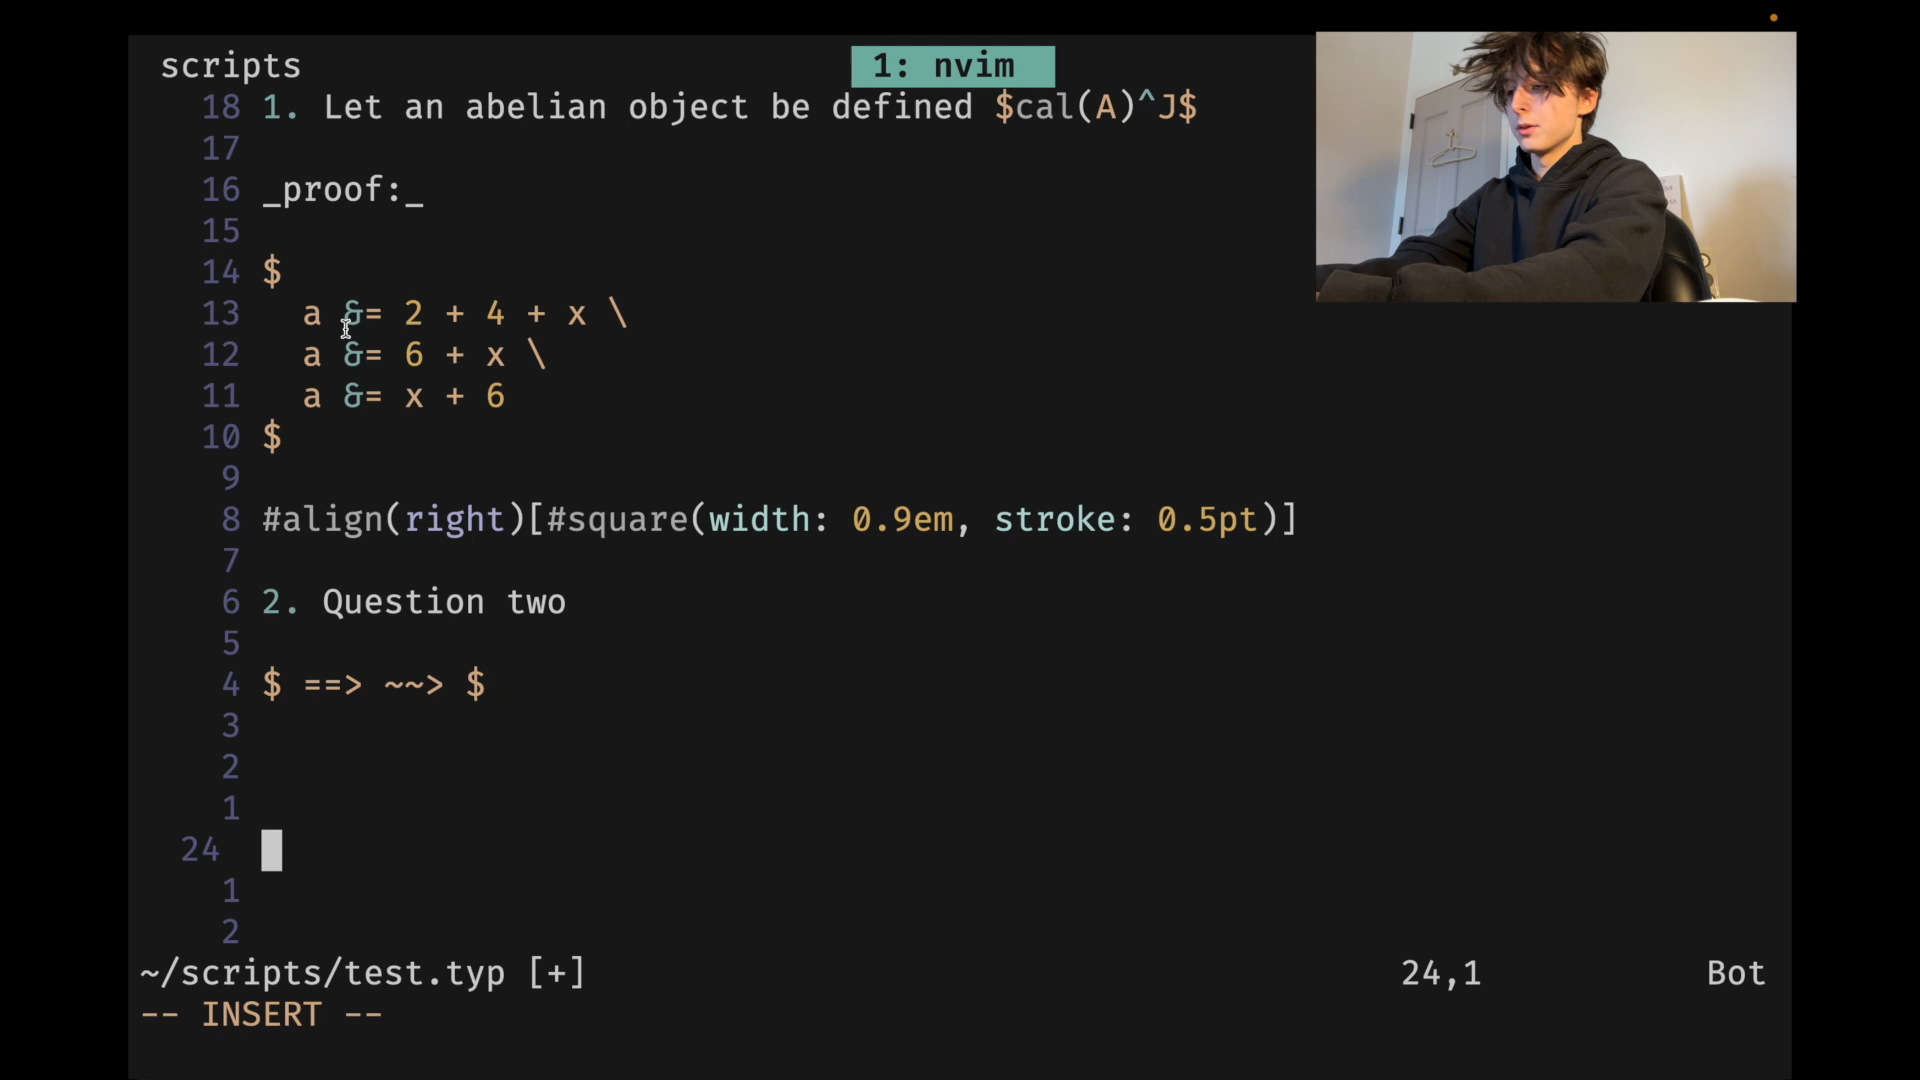 scripts
1: nvim
18 1. Let an abelian object be defined $cal(A)^J$
17
16 _proof:_
15
14 $
13 a &= 2 + 4 + x \
12 a &= 6 + x \
11 a &= x + 6
10 $
9
8 #align(right)[#square(width: 0.9em, stroke: 0.5pt)]
7
6 2. Question two
5
4 $ ==> ~~> $
3
2
1
24
1
2
~/scripts/test.typ [+] 24,1 Bot
-- INSERT --